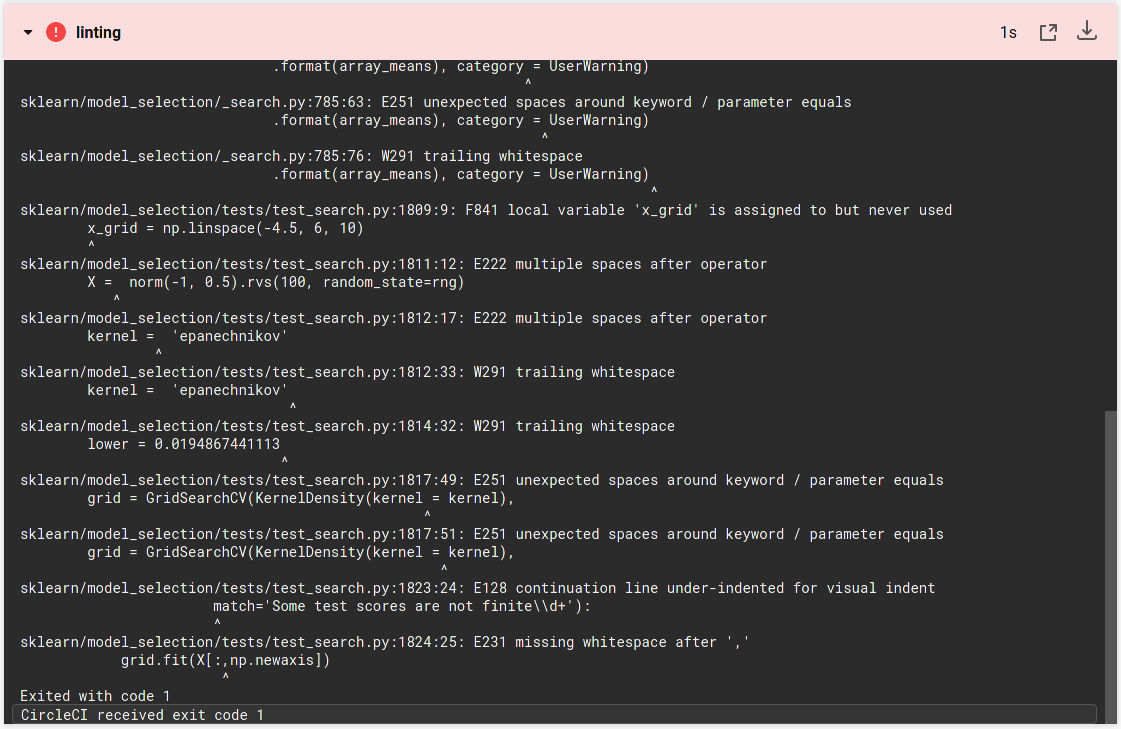 linting
1s
.format(array_means), category = UserWarning)
^
sklearn/model_selection/_search.py:785:63: E251 unexpected spaces around keyword / parameter equals
.format(array_means), category = UserWarning)
^
sklearn/model_selection/_search.py:785:76: W291 trailing whitespace
.format(array_means), category = UserWarning)
^
sklearn/model_selection/tests/test_search.py:1809:9: F841 local variable 'x_grid' is assigned to but never used
x_grid = np.linspace(-4.5, 6, 10)
^
sklearn/model_selection/tests/test_search.py:1811:12: E222 multiple spaces after operator
X =  norm(-1, 0.5).rvs(100, random_state=rng)
^
sklearn/model_selection/tests/test_search.py:1812:17: E222 multiple spaces after operator
kernel =  'epanechnikov'
^
sklearn/model_selection/tests/test_search.py:1812:33: W291 trailing whitespace
kernel =  'epanechnikov'
^
sklearn/model_selection/tests/test_search.py:1814:32: W291 trailing whitespace
lower = 0.0194867441113
^
sklearn/model_selection/tests/test_search.py:1817:49: E251 unexpected spaces around keyword / parameter equals
grid = GridSearchCV(KernelDensity(kernel = kernel),
^
sklearn/model_selection/tests/test_search.py:1817:51: E251 unexpected spaces around keyword / parameter equals
grid = GridSearchCV(KernelDensity(kernel = kernel),
^
sklearn/model_selection/tests/test_search.py:1823:24: E128 continuation line under-indented for visual indent
match='Some test scores are not finite\\d+'):
^
sklearn/model_selection/tests/test_search.py:1824:25: E231 missing whitespace after ','
grid.fit(X[:,np.newaxis])
^
Exited with code 1
CircleCI received exit code 1